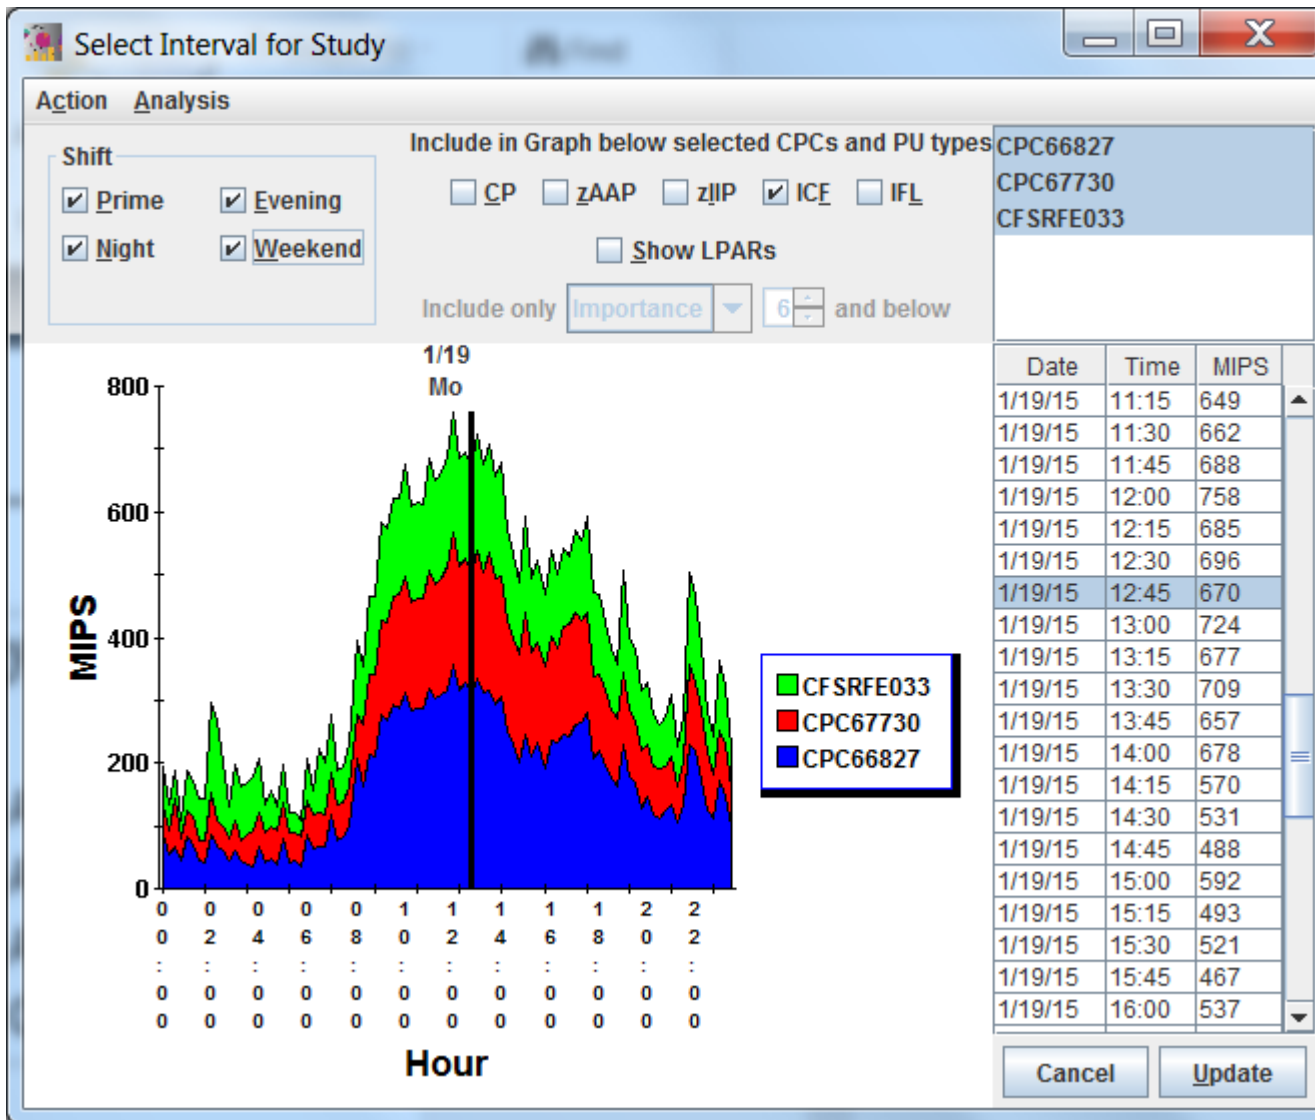 Select Interval for Study
Action Analysis
Shift
Prime Evening
Night Weekend
Include in Graph below selected CPCs and PU types
CP zAAP zIIP ICF IFL
Show LPARs
Include only Importance 6 and below
CPC66827
CPC67730
CFSRFE033
1/19
Mo
800
600
400
200
0
MIPS
00:00 02:00 04:00 06:00 08:00 10:00 12:00 14:00 16:00 18:00 20:00 22:00
Hour
CFSRFE033
CPC67730
CPC66827
Date Time MIPS
1/19/15 11:15 649
1/19/15 11:30 662
1/19/15 11:45 688
1/19/15 12:00 758
1/19/15 12:15 685
1/19/15 12:30 696
1/19/15 12:45 670
1/19/15 13:00 724
1/19/15 13:15 677
1/19/15 13:30 709
1/19/15 13:45 657
1/19/15 14:00 678
1/19/15 14:15 570
1/19/15 14:30 531
1/19/15 14:45 488
1/19/15 15:00 592
1/19/15 15:15 493
1/19/15 15:30 521
1/19/15 15:45 467
1/19/15 16:00 537
Cancel Update